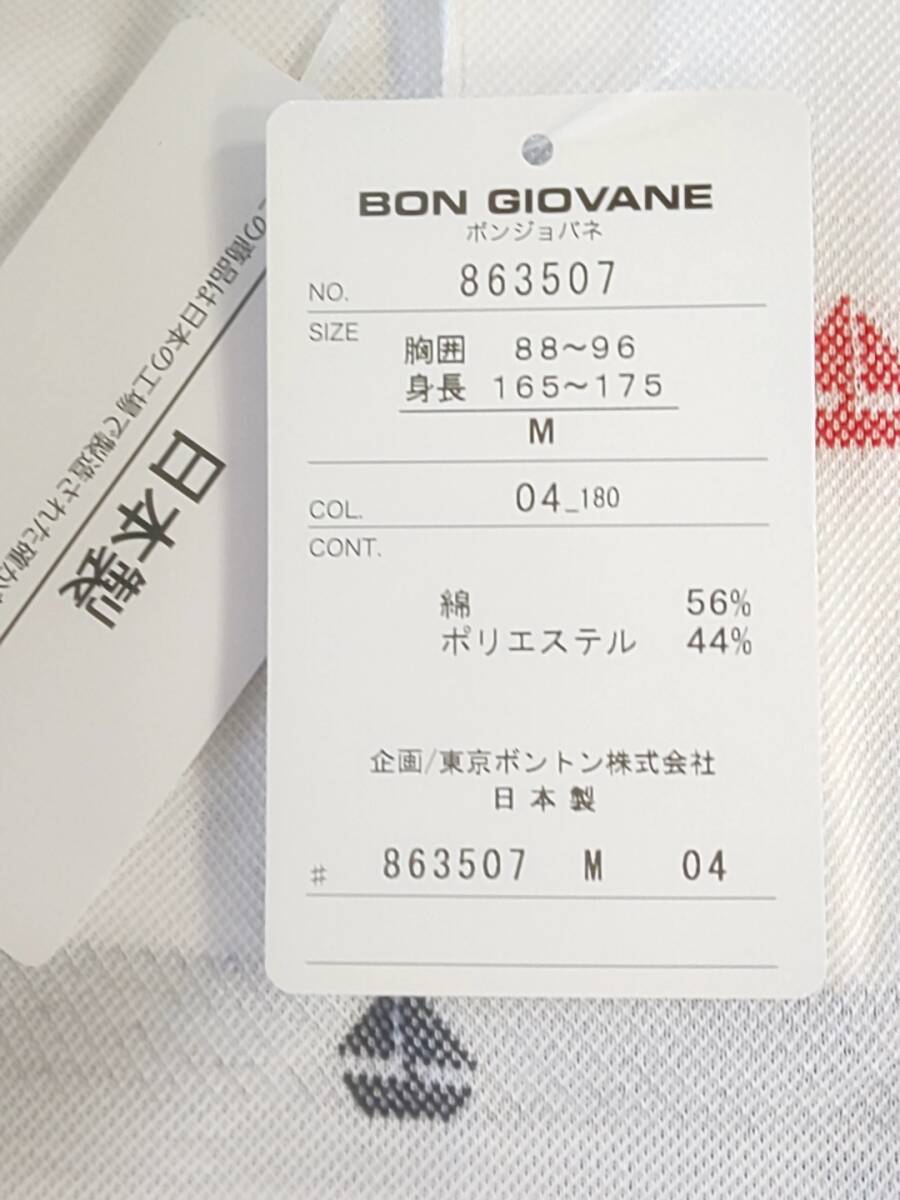 BON GIOVANE
ボンジョバネ
NO. 863507
SIZE
胸囲 88〜96
身長 165〜175
M
COL. 04_180
CONT.
綿 56%
ポリエステル 44%
企画/東京ボントン株式会社
日本製
# 863507 M 04
の商品は日本の工場で製造された確か
日本製